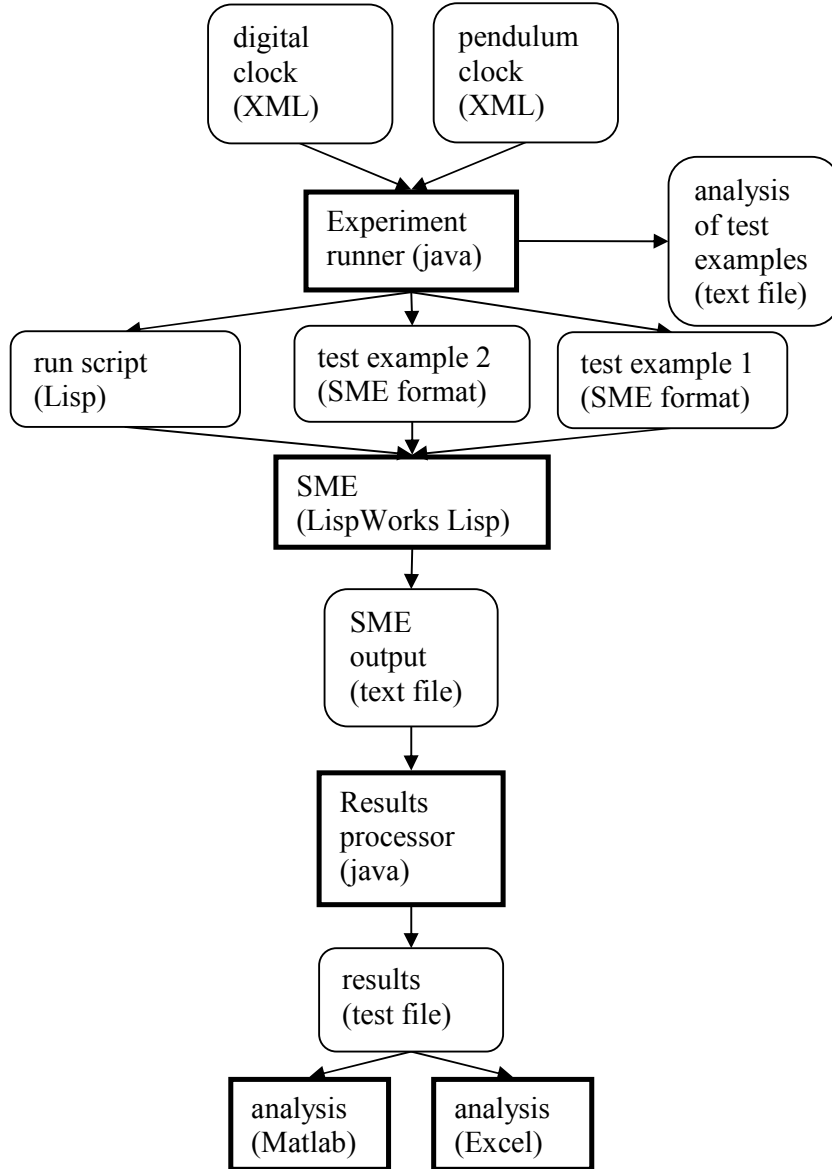 digital
clock
(XML)
pendulum
clock
(XML)
Experiment
runner (java)
analysis
of test
examples
(text file)
run script
(Lisp)
test example 2
(SME format)
test example 1
(SME format)
SME
(LispWorks Lisp)
SME
output
(text file)
Results
processor
(java)
results
(test file)
analysis
(Matlab)
analysis
(Excel)